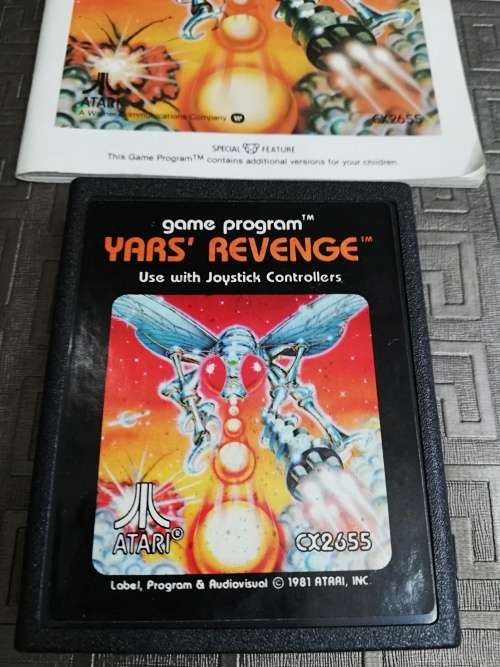 ATARI
A Warner Communications Company
CX2655
SPECIAL FEATURE
This Game Program™ contains additional versions for your children.
game program™
YARS' REVENGE™
Use with Joystick Controllers
ATARI®
CX2655
Label, Program & Audiovisual © 1981 ATARI, INC.